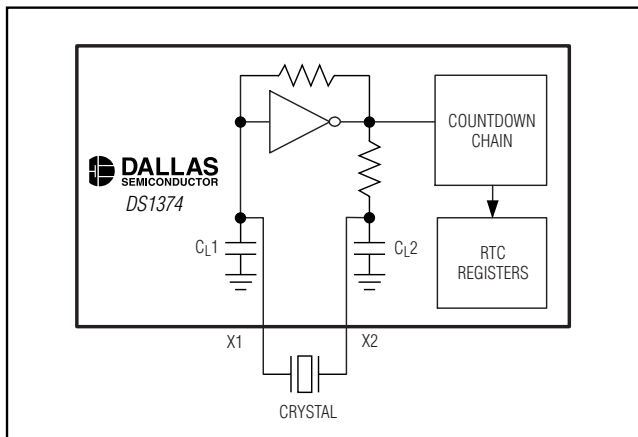 DALLAS
SEMICONDUCTOR
DS1374
COUNTDOWN
CHAIN
RTC
REGISTERS
CL1
CL2
X1
X2
CRYSTAL